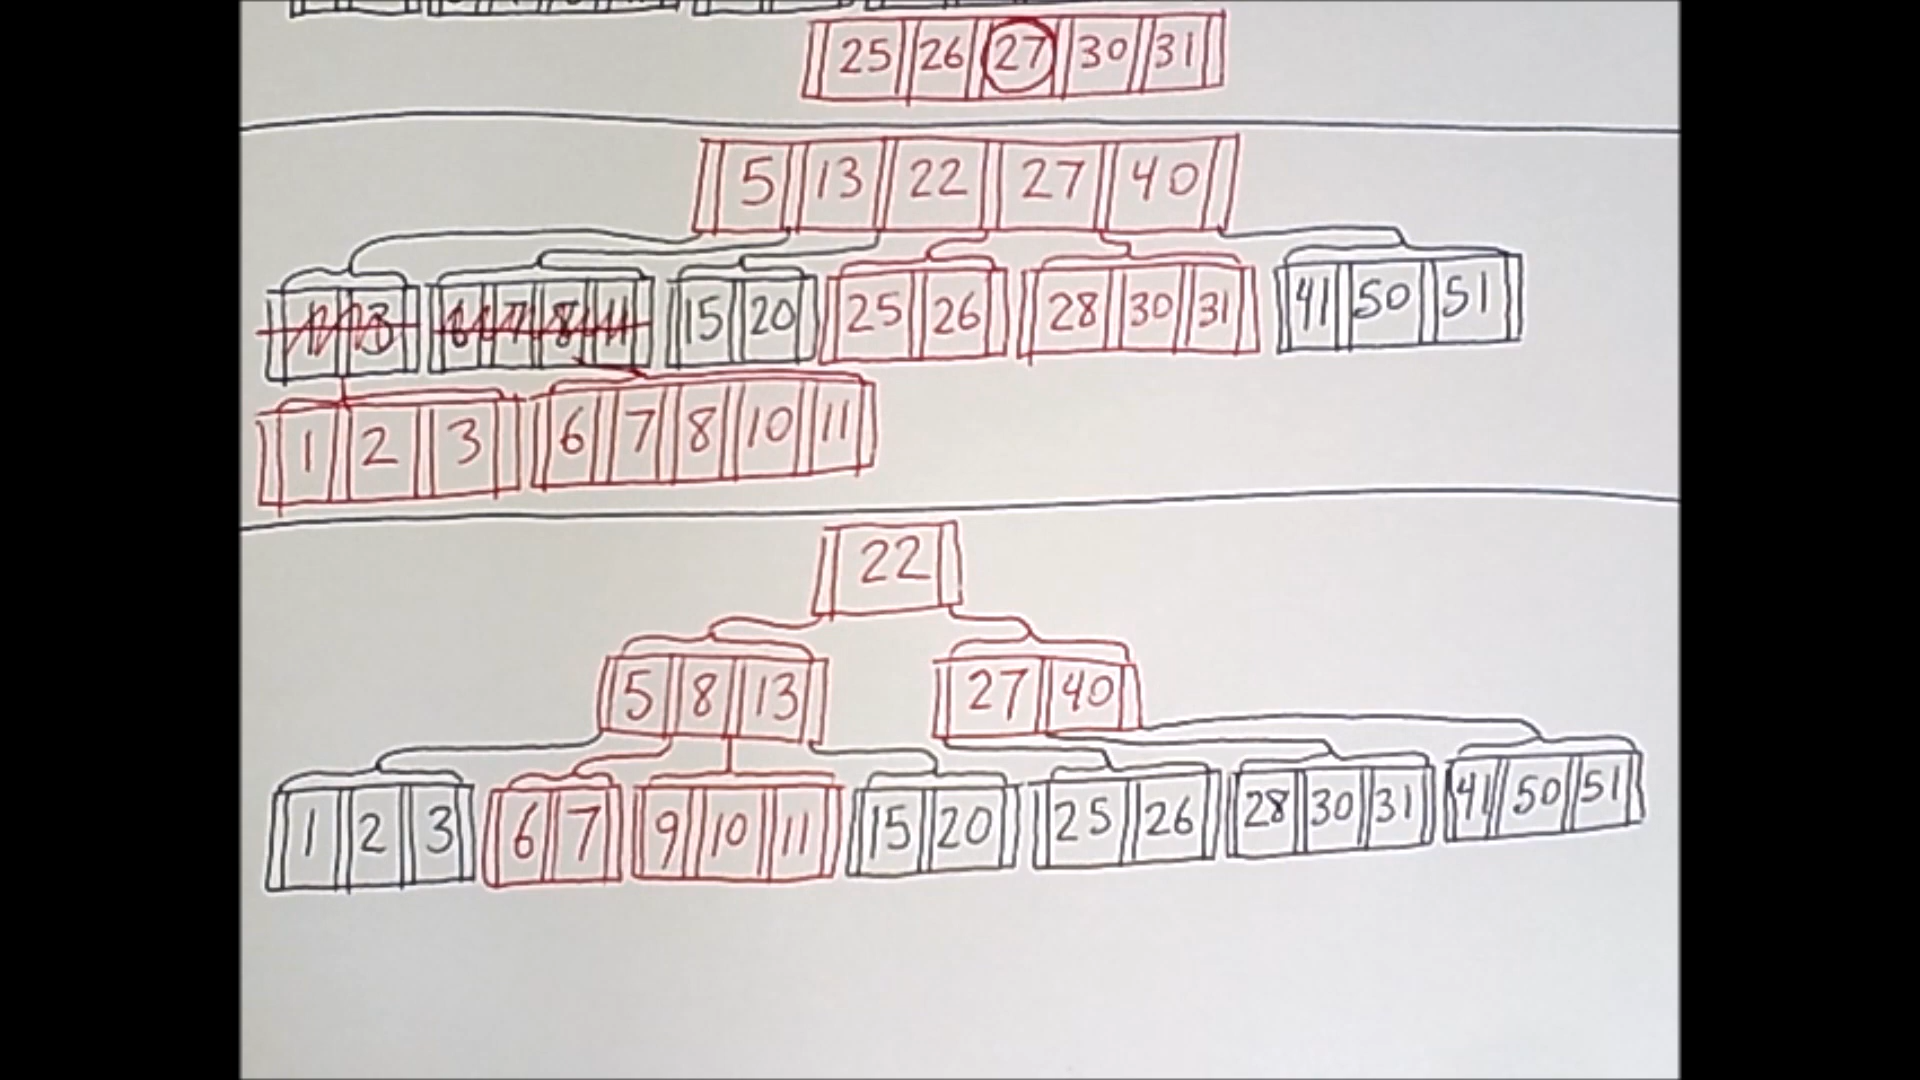 25 26 27 30 31
5 13 22 27 40
15 20 25 26 28 30 31 41 50 51
1 2 3 6 7 8 10 11
22
5 8 13 27 40
1 2 3 6 7 9 10 11 15 20 25 26 28 30 31 41 50 51